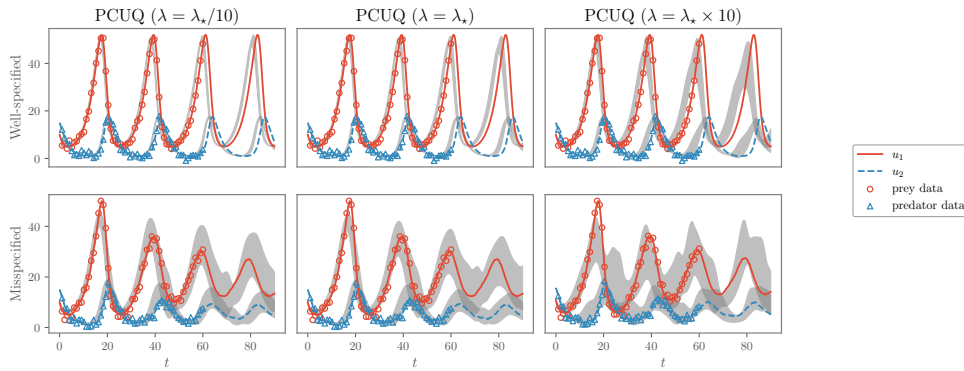 PCUQ (λ = λ⋆/10)
PCUQ (λ = λ⋆)
PCUQ (λ = λ⋆ × 10)
Well-specified
40
20
0
Misspecified
40
20
0
0 20 40 60 80
0 20 40 60 80
0 20 40 60 80
t
t
t
u₁
u₂
prey data
predator data